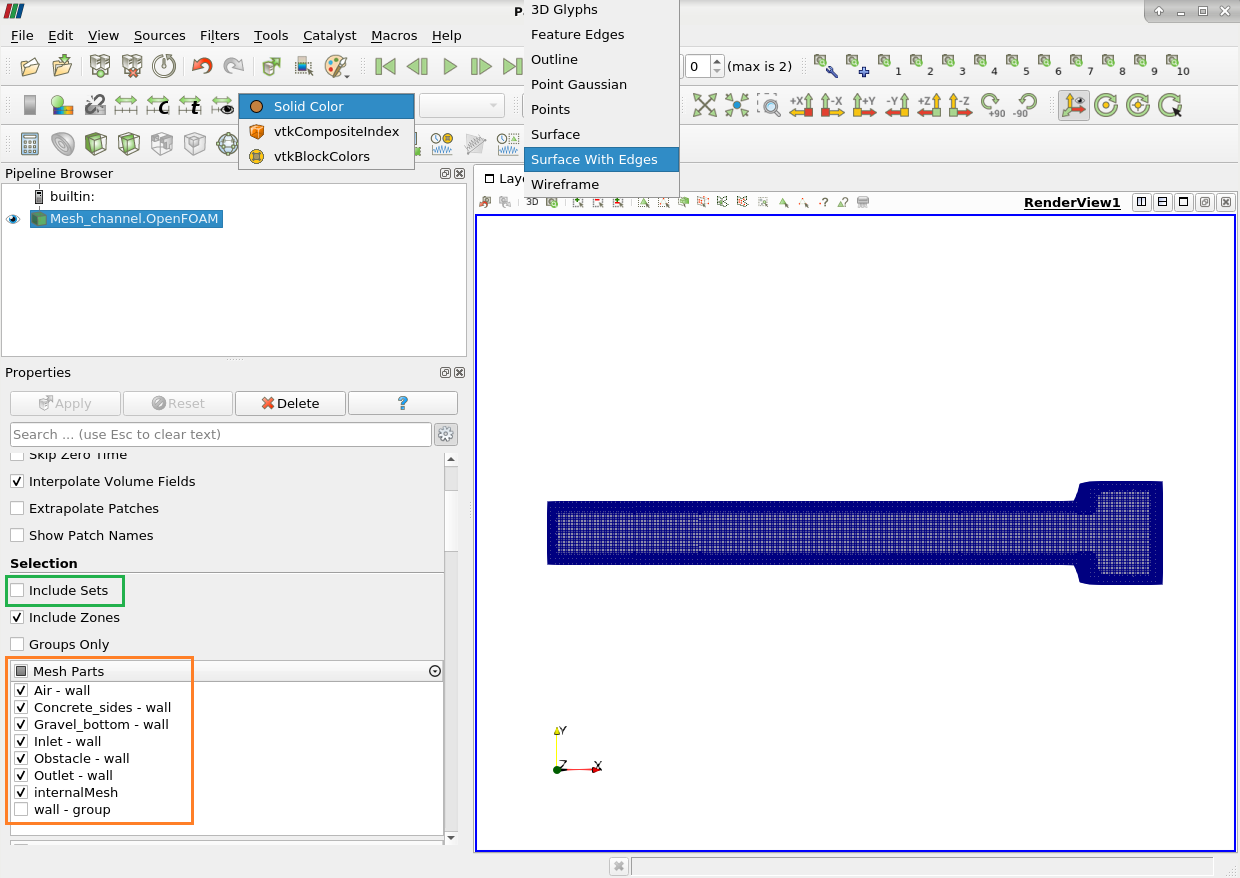 P
3D Glyphs
File Edit View Sources Filters Tools Catalyst Macros Help
Feature Edges
Outline
0 (max is 2)
1 2 3 4 5 6 7 8 9 10
Point Gaussian
Points
Solid Color
+X -X +Y -Y +Z -Z +90 -90
C t
vtkCompositeIndex
Surface
vtkBlockColors
Surface With Edges
Wireframe
Pipeline Browser
Laye
builtin:
3D
RenderView1
Mesh_channel.OpenFOAM
Properties
Apply Reset Delete ?
Search ... (use Esc to clear text)
Skip Zero Time
Interpolate Volume Fields
Extrapolate Patches
Show Patch Names
Selection
Include Sets
Include Zones
Groups Only
Mesh Parts
Air - wall
Concrete_sides - wall
Gravel_bottom - wall
Inlet - wall
Obstacle - wall
Outlet - wall
internalMesh
wall - group
Y
Z X